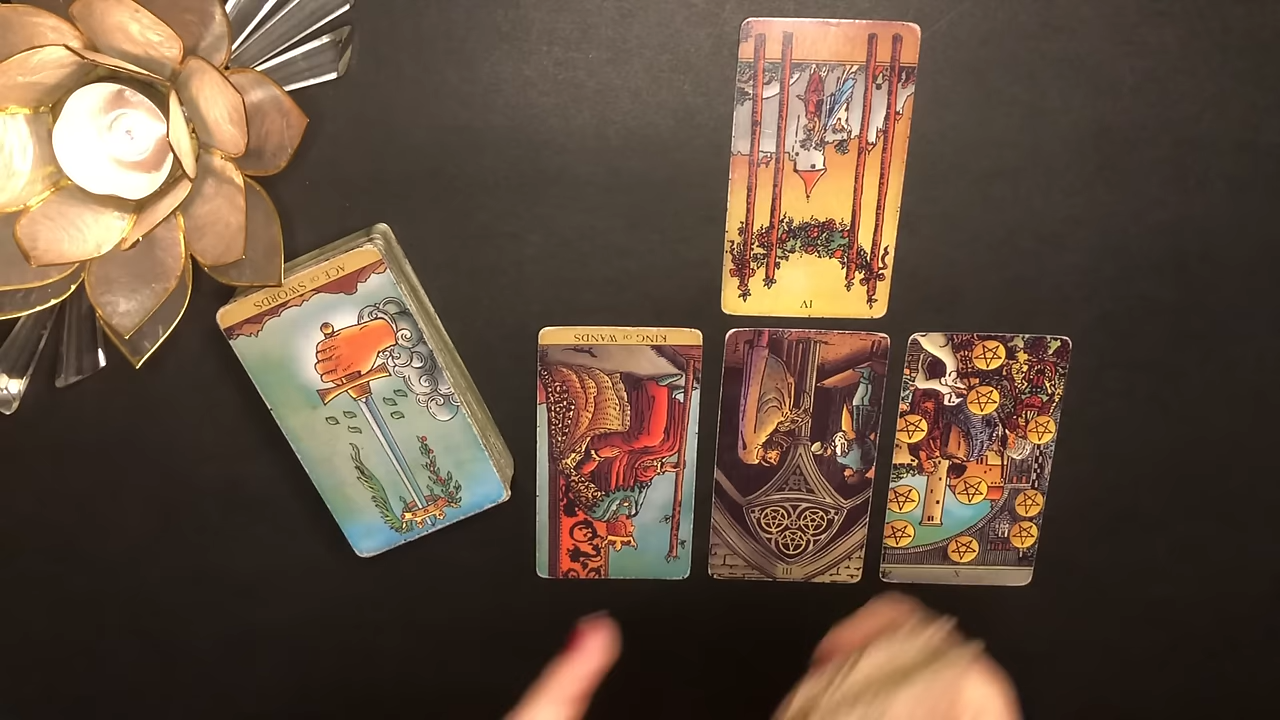 IV
ACE OF SWORDS
KING OF WANDS
III
X